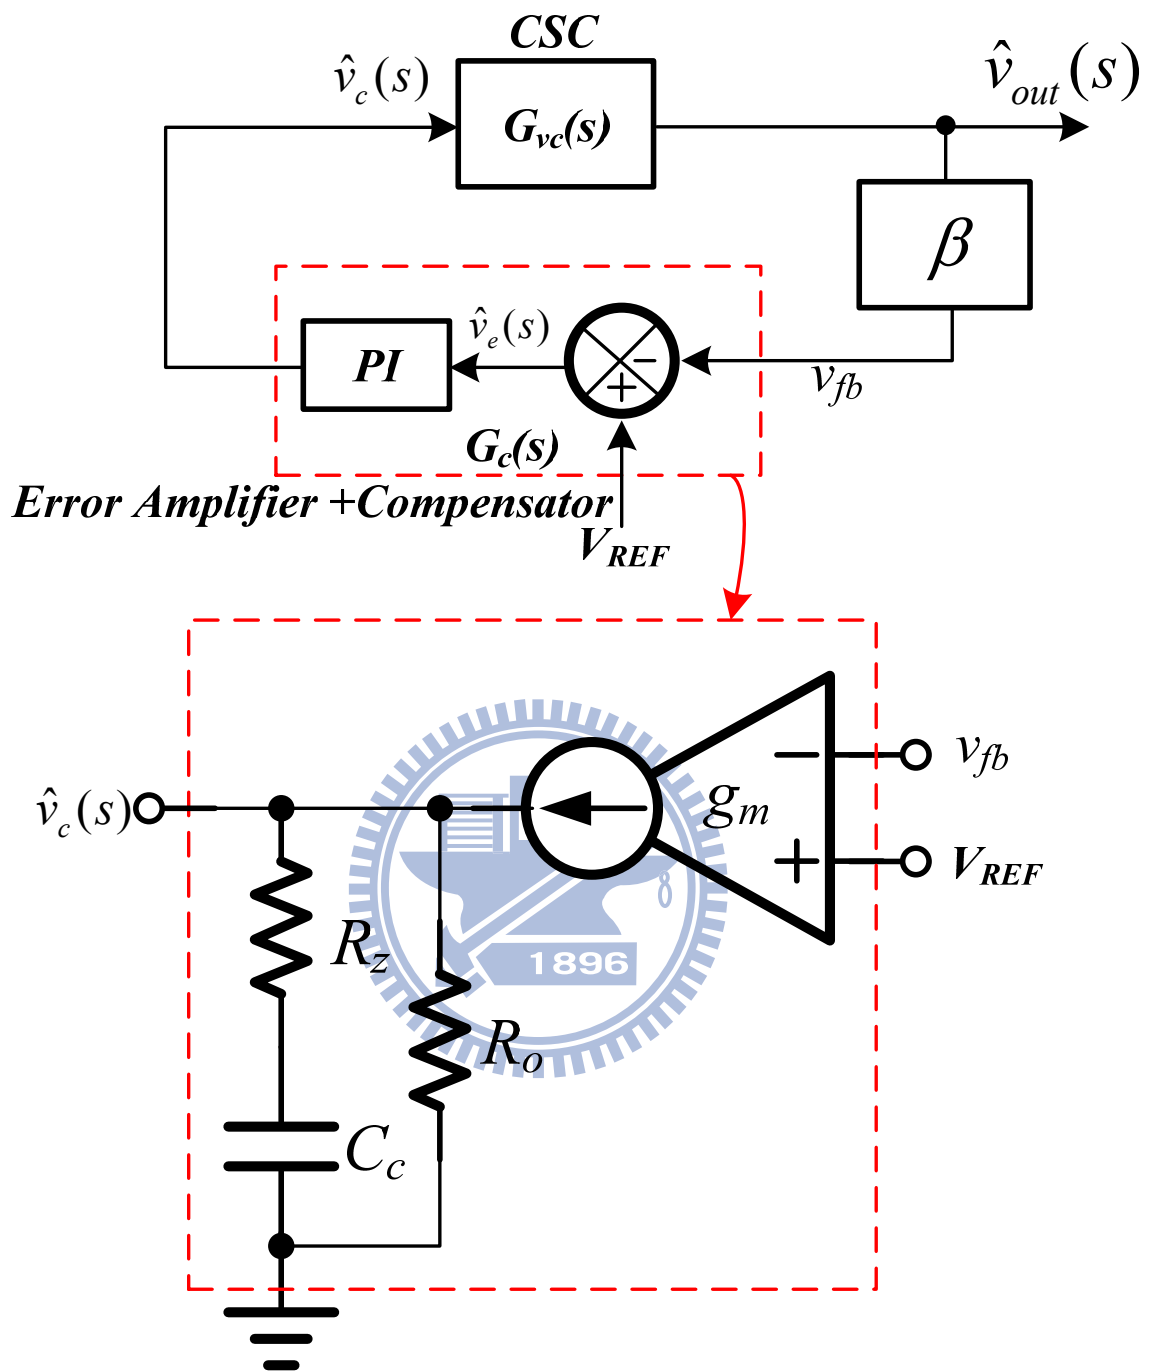 CSC
v̂c(s)
Gvc(s)
v̂out(s)
β
PI
v̂e(s)
−
+
vfb
Gc(s)
Error Amplifier +Compensator
VREF
−
vfb
gm
+
VREF
v̂c(s)
Rz
1896
Ro
Cc